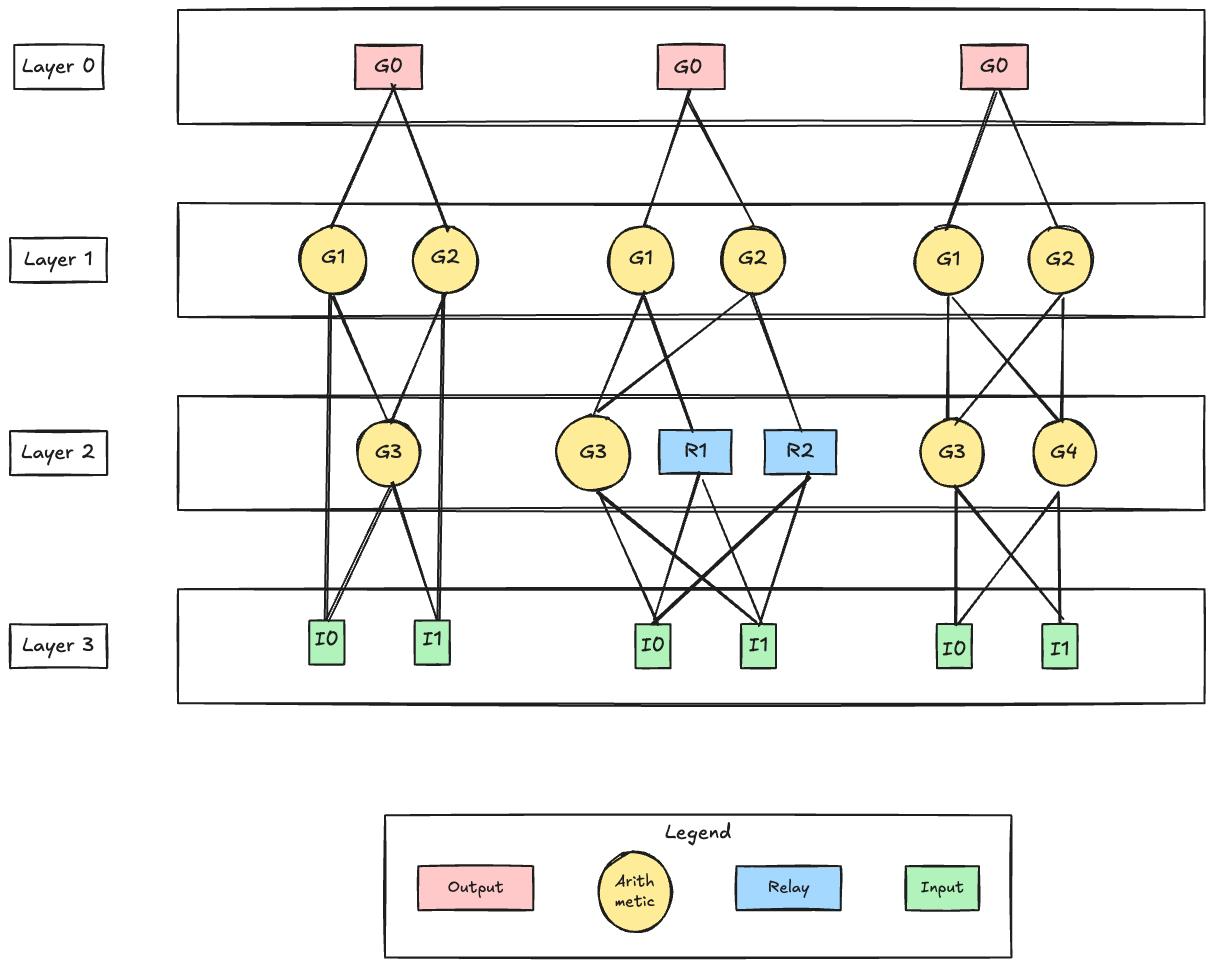 Layer 0
G0
G0
G0
Layer 1
G1
G2
G1
G2
G1
G2
Layer 2
G3
G3
R1
R2
G3
G4
Layer 3
I0
I1
I0
I1
I0
I1
Legend
Output
Arith
metic
Relay
Input